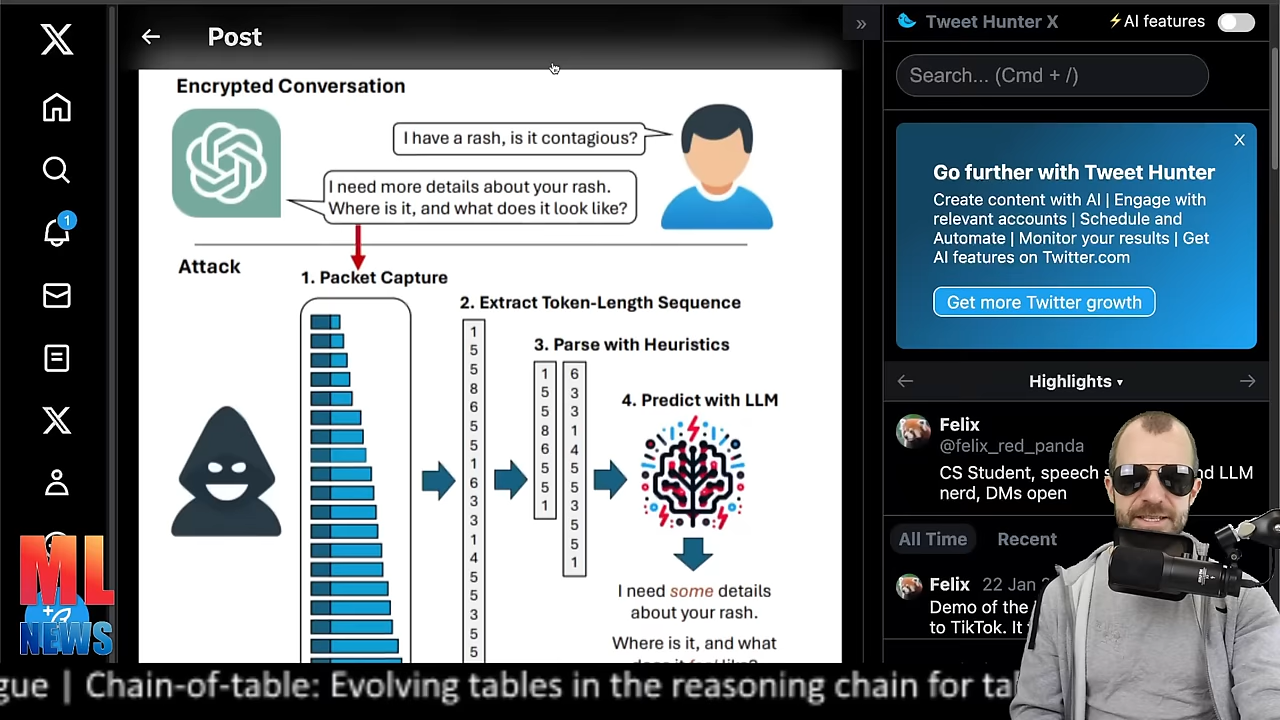 Post
Encrypted Conversation
I have a rash, is it contagious?
I need more details about your rash.
Where is it, and what does it look like?
Attack
1. Packet Capture
2. Extract Token-Length Sequence
1
5
5
8
6
5
5
1
6
3
3
1
4
5
5
3
5
5
3. Parse with Heuristics
1
5
5
8
6
5
5
1
6
3
3
1
4
5
5
3
5
5
1
4. Predict with LLM
I need some details
about your rash.
Where is it, and what
1
ML
NEWS
»
Tweet Hunter X
⚡AI features
Search... (Cmd + /)
X
Go further with Tweet Hunter
Create content with AI | Engage with
relevant accounts | Schedule and
Automate | Monitor your results | Get
AI features on Twitter.com
Get more Twitter growth
Highlights
Felix
@felix_red_panda
CS Student, speech s nd LLM
nerd, DMs open
All Time Recent
Felix 22 Jan
Demo of the
to TikTok. It
gue | Chain-of-table: Evolving tables in the reasoning chain for ta